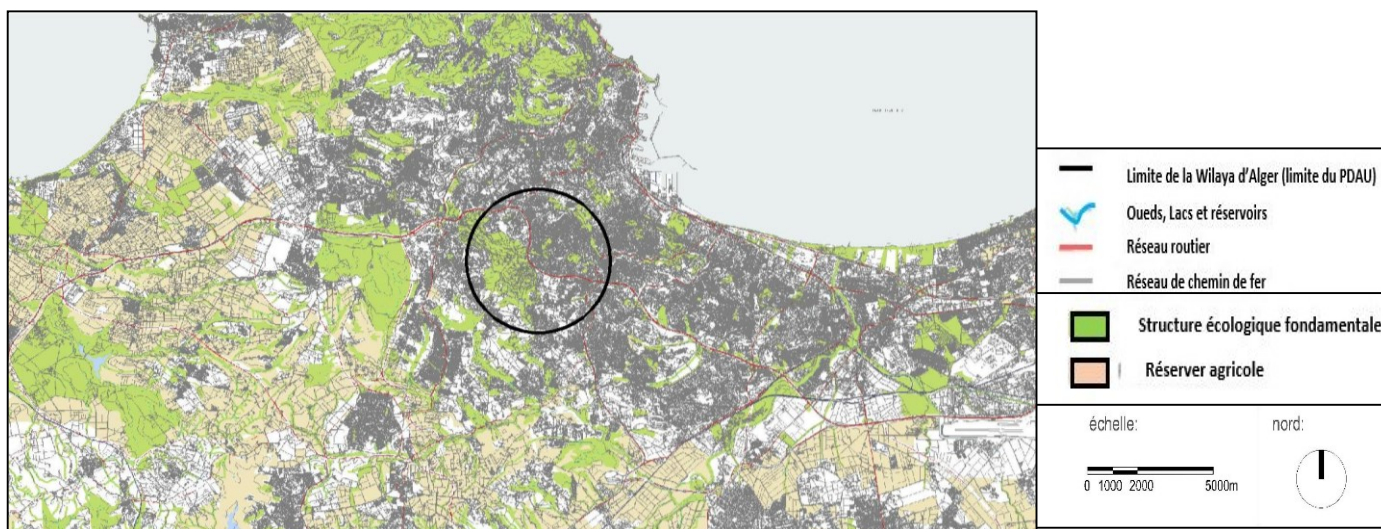 Limite de la Wilaya d'Alger (limite du PDAU)
Oueds, Lacs et réservoirs
Réseau routier
Réseau de chemin de fer
Structure écologique fondamentale
Réserver agricole
échelle:
nord:
0 1000 2000 5000m